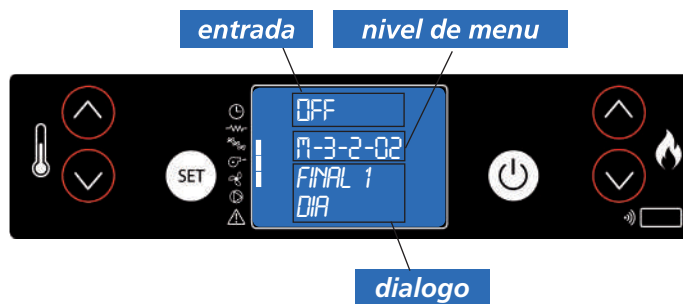 entrada
nivel de menu
OFF
M-3-2-02
SET
FINAL 1
DIA
dialogo